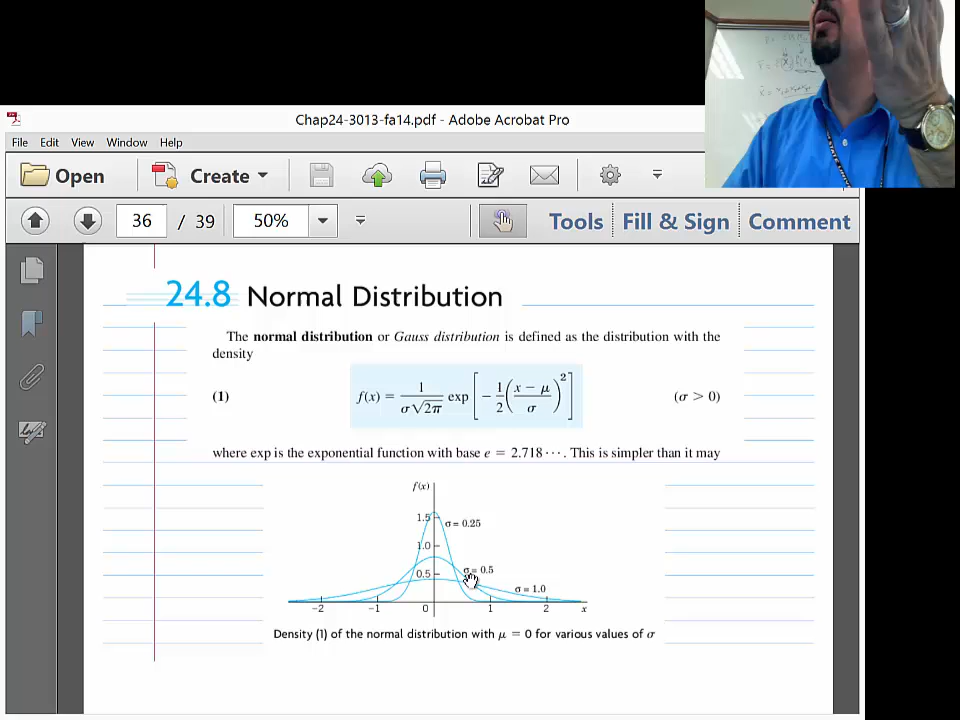 Chap24-3013-fa14.pdf - Adobe Acrobat Pro
File Edit View Window Help
Open Create
36 / 39 50% Tools Fill & Sign Comment
24.8 Normal Distribution
The normal distribution or Gauss distribution is defined as the distribution with the
density
(1) f(x) = 1/(σ√2π) exp [−1/2 ((x − μ)/σ)²] (σ > 0)
where exp is the exponential function with base e = 2.718 ··· . This is simpler than it may
f(x)
1.5
σ = 0.25
1.0
0.5
σ = 0.5
σ = 1.0
−2 −1 0 1 2 x
Density (1) of the normal distribution with μ = 0 for various values of σ